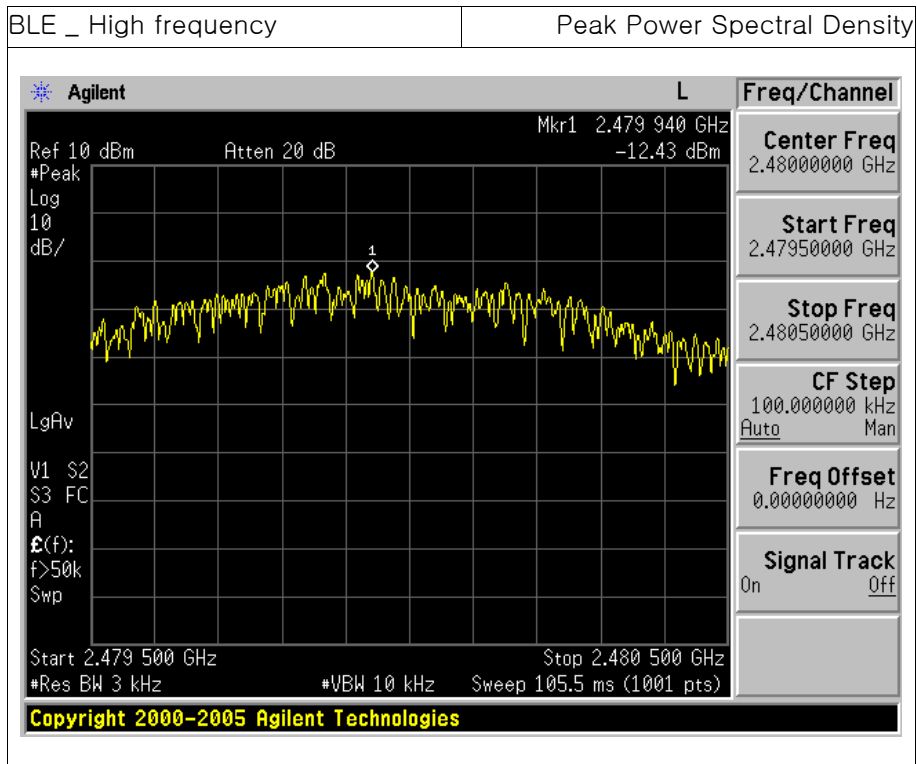 BLE _ High frequency Peak Power Spectral Density
Agilent L Freq/Channel
Mkr1 2.479 940 GHz
Ref 10 dBm Atten 20 dB -12.43 dBm
#Peak
Log
10
dB/
1
LgAv
V1 S2
S3 FC
A
£(f):
f>50k
Swp
Start 2.479 500 GHz Stop 2.480 500 GHz
#Res BW 3 kHz #VBW 10 kHz Sweep 105.5 ms (1001 pts)
Center Freq
2.48000000 GHz
Start Freq
2.47950000 GHz
Stop Freq
2.48050000 GHz
CF Step
100.000000 kHz
Auto Man
Freq Offset
0.00000000 Hz
Signal Track
On Off
Copyright 2000-2005 Agilent Technologies